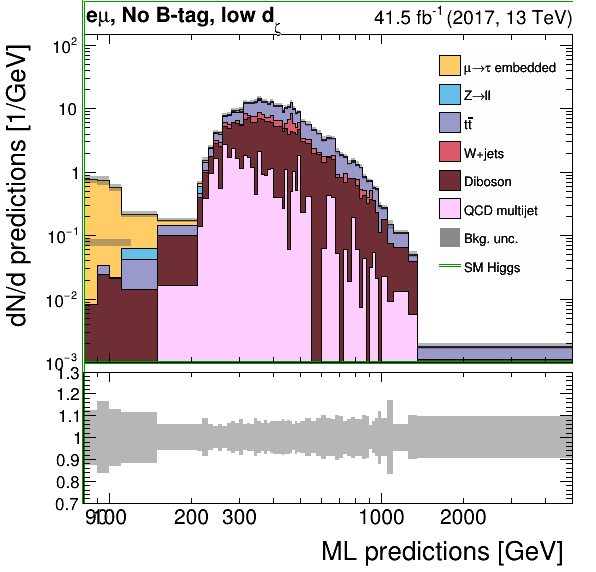 eμ, No B-tag, low dζ 41.5 fb⁻¹ (2017, 13 TeV)
dN/d predictions [1/GeV]
10²
10
1
10⁻¹
10⁻²
10⁻³
μ→τ embedded
Z→ll
tt̄
W+jets
Diboson
QCD multijet
Bkg. unc.
SM Higgs
1.3
1.2
1.1
1
0.9
0.8
0.7
90 100 200 300 1000 2000
ML predictions [GeV]